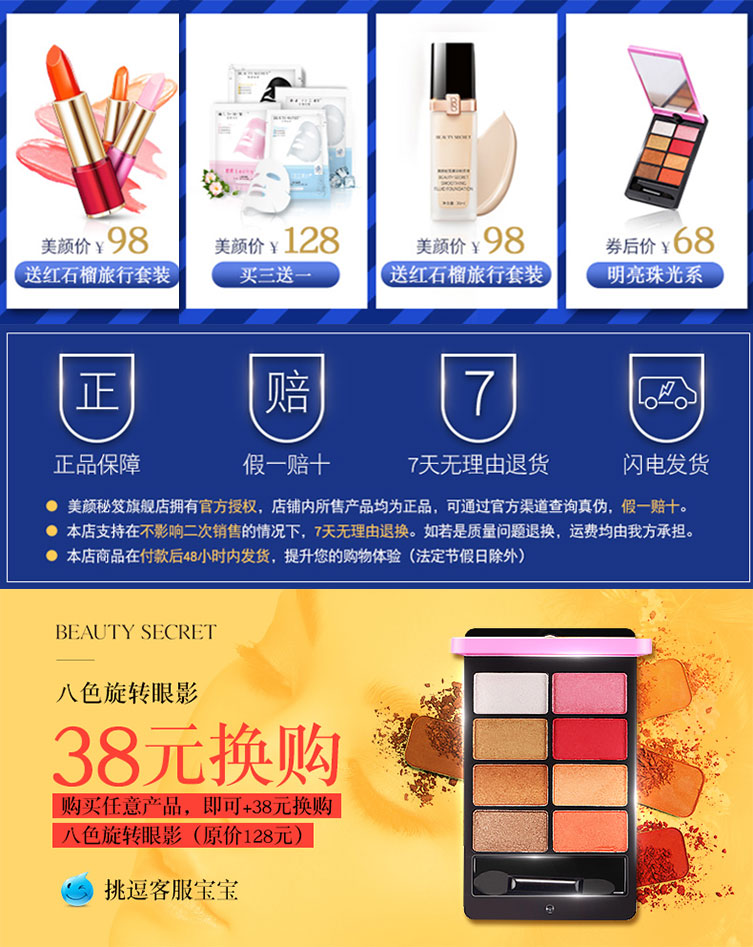 BEAUTY SECRET
BEAUTY SECRET
BEAUTY SECRET
SMOOTHING
FLUID FOUNDATION
美颜价 ¥ 98
送红石榴旅行套装
美颜价 ¥ 128
买三送一
美颜价 ¥ 98
送红石榴旅行套装
券后价 ¥ 68
明亮珠光系
正
正品保障
赔
假一赔十
7
7天无理由退货
闪电发货
美颜秘笈旗舰店拥有官方授权，店铺内所售产品均为正品，可通过官方渠道查询真伪，假一赔十。
本店支持在不影响二次销售的情况下，7天无理由退换。如若是质量问题退换，运费均由我方承担。
本店商品在付款后48小时内发货，提升您的购物体验（法定节假日除外）
BEAUTY SECRET
八色旋转眼影
38元换购
购买任意产品，即可+38元换购
八色旋转眼影（原价128元）
挑逗客服宝宝